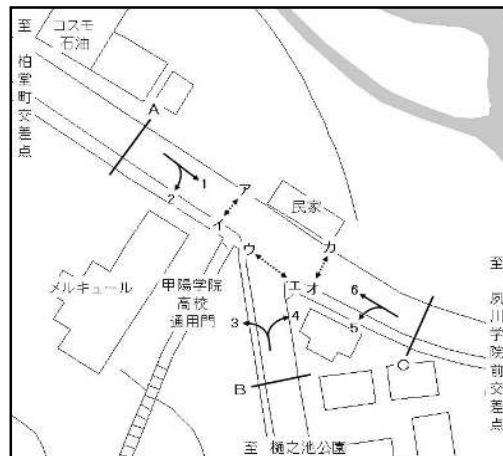 至
柏
堂
町
交
差
点
コスモ
石油
A
1
2
ア
イ
民家
ウ
カ
メルキュール
甲陽学院
高校
通用門
エ
オ
6
3
4
5
至
夙
川
学
院
前
交
差
点
B
C
至 樋之池公園